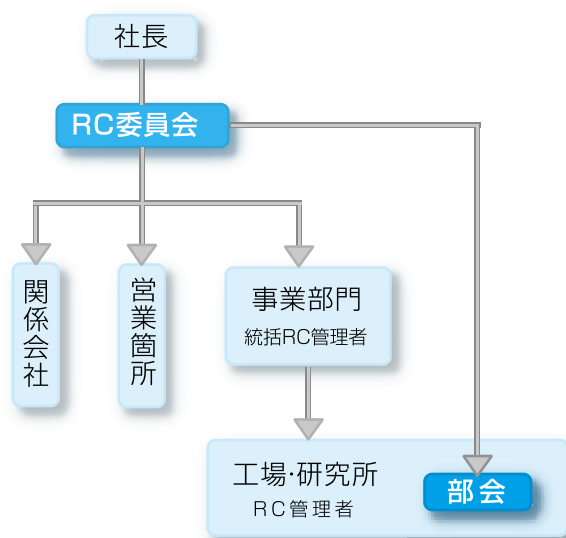 社長
RC委員会
関係会社
営業箇所
事業部門
統括RC管理者
工場・研究所
RC管理者
部会